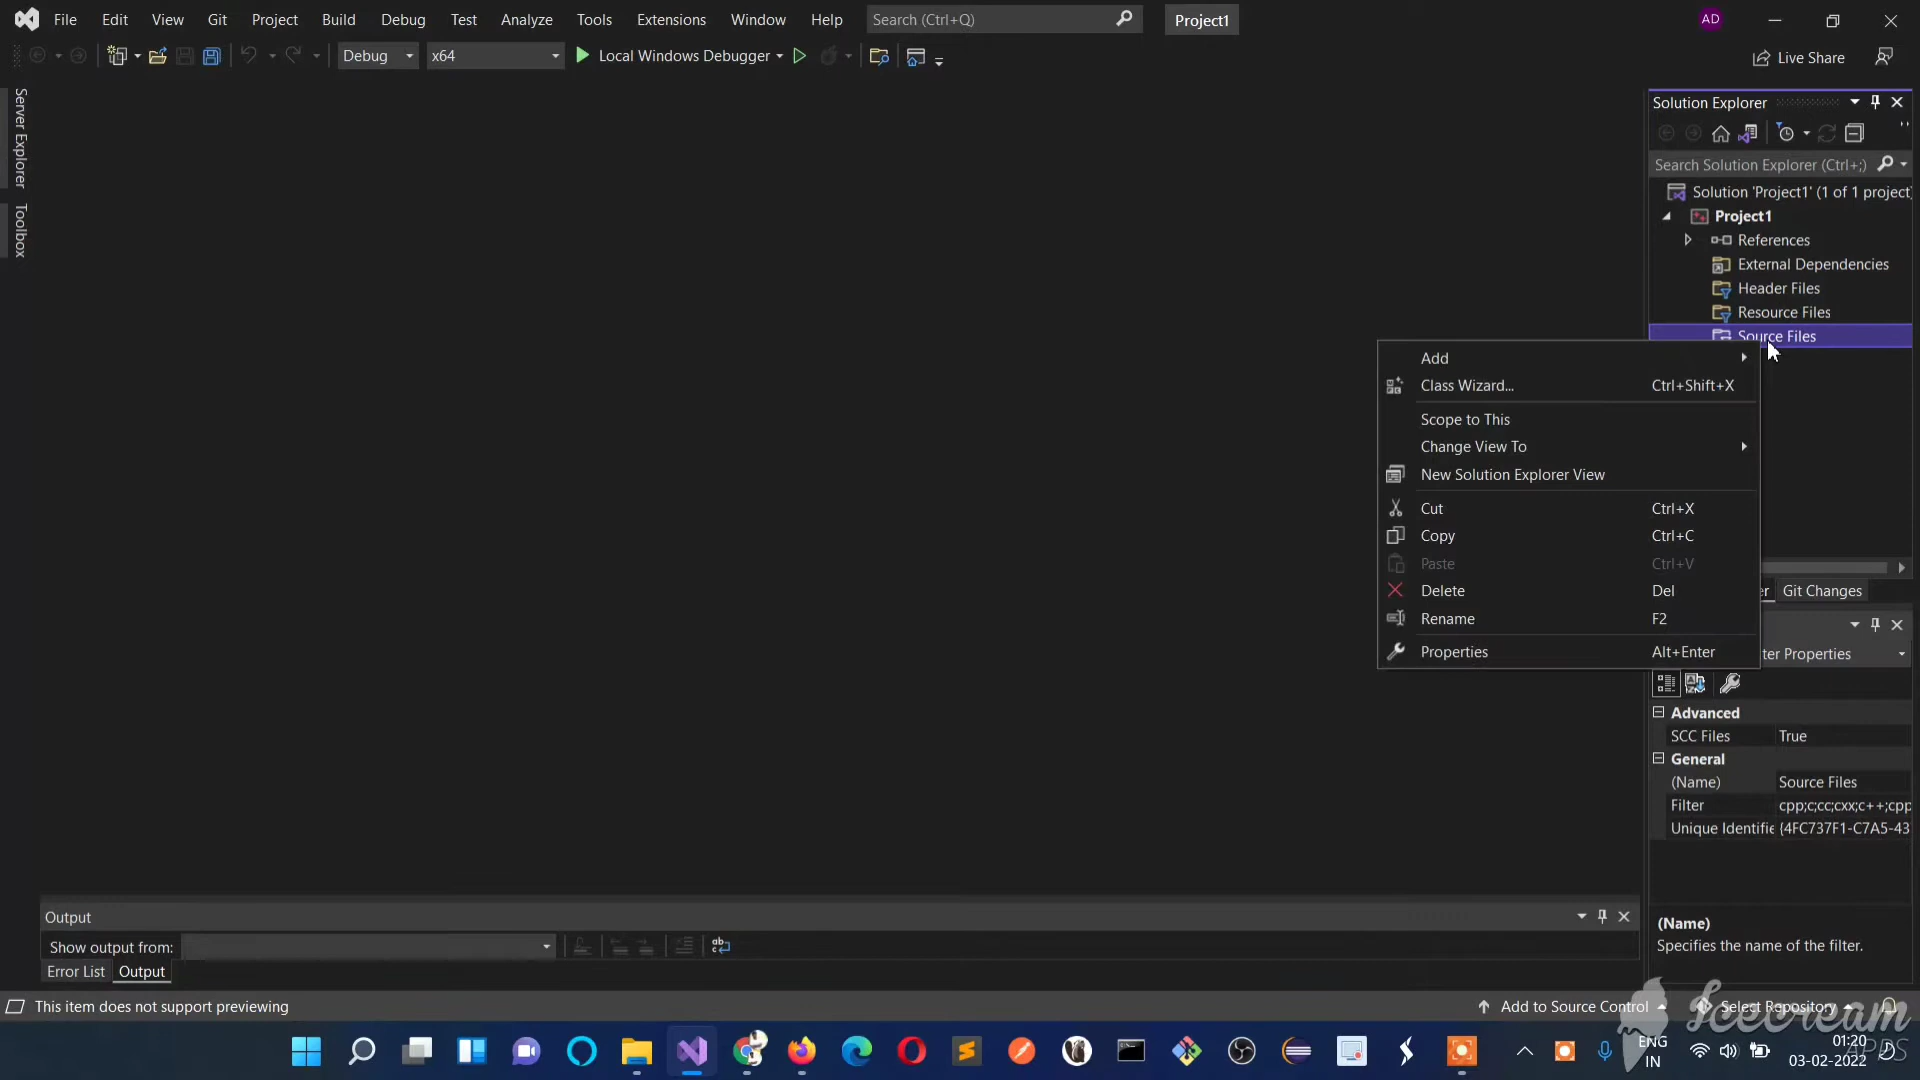 File Edit View Git Project Build Debug Test Analyze Tools Extensions Window Help Search (Ctrl+Q) Project1 AD
Debug x64 Local Windows Debugger Live Share
Server Explorer
Toolbox
Solution Explorer
Search Solution Explorer (Ctrl+;)
Solution 'Project1' (1 of 1 project)
Project1
References
External Dependencies
Header Files
Resource Files
Source Files
Add
Class Wizard... Ctrl+Shift+X
Scope to This
Change View To
New Solution Explorer View
Cut Ctrl+X
Copy Ctrl+C
Paste Ctrl+V
Delete Del
Rename F2
Properties Alt+Enter
er Git Changes
ter Properties
Advanced
SCC Files True
General
(Name) Source Files
Filter cpp;c;cc;cxx;c++;cpp
Unique Identifie {4FC737F1-C7A5-43
(Name)
Specifies the name of the filter.
Output
Show output from:
Error List Output
This item does not support previewing
Add to Source Control Select Repository
Icecream
APPS
ENG
IN
01:20
03-02-2022